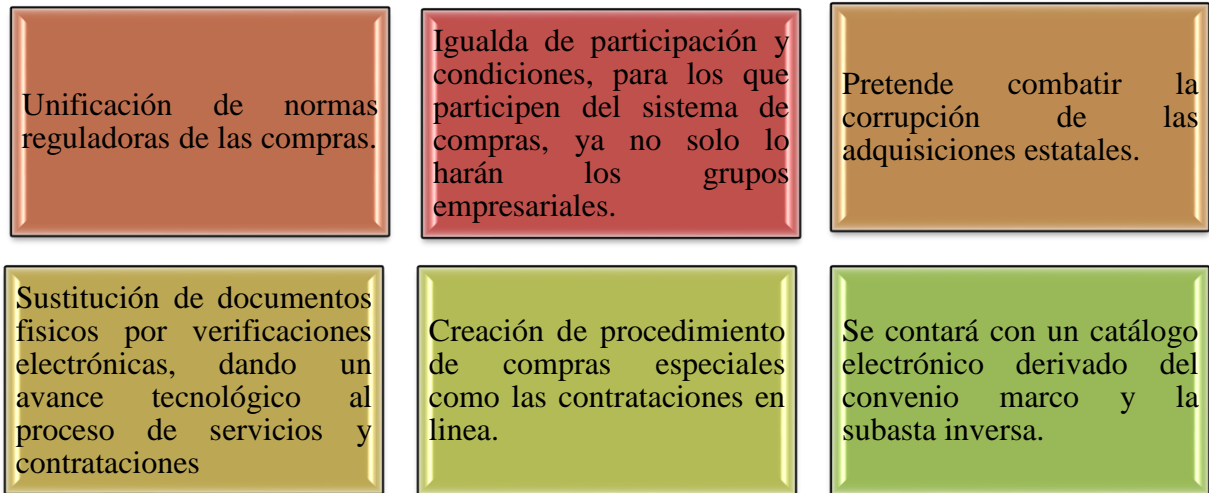 Unificación de normas
reguladoras de las compras.
Igualda de participación y
condiciones, para los que
participen del sistema de
compras, ya no solo lo
harán los grupos
empresariales.
Pretende combatir la
corrupción de las
adquisiciones estatales.
Sustitución de documentos
fisicos por verificaciones
electrónicas, dando un
avance tecnológico al
proceso de servicios y
contrataciones
Creación de procedimiento
de compras especiales
como las contrataciones en
linea.
Se contará con un catálogo
electrónico derivado del
convenio marco y la
subasta inversa.